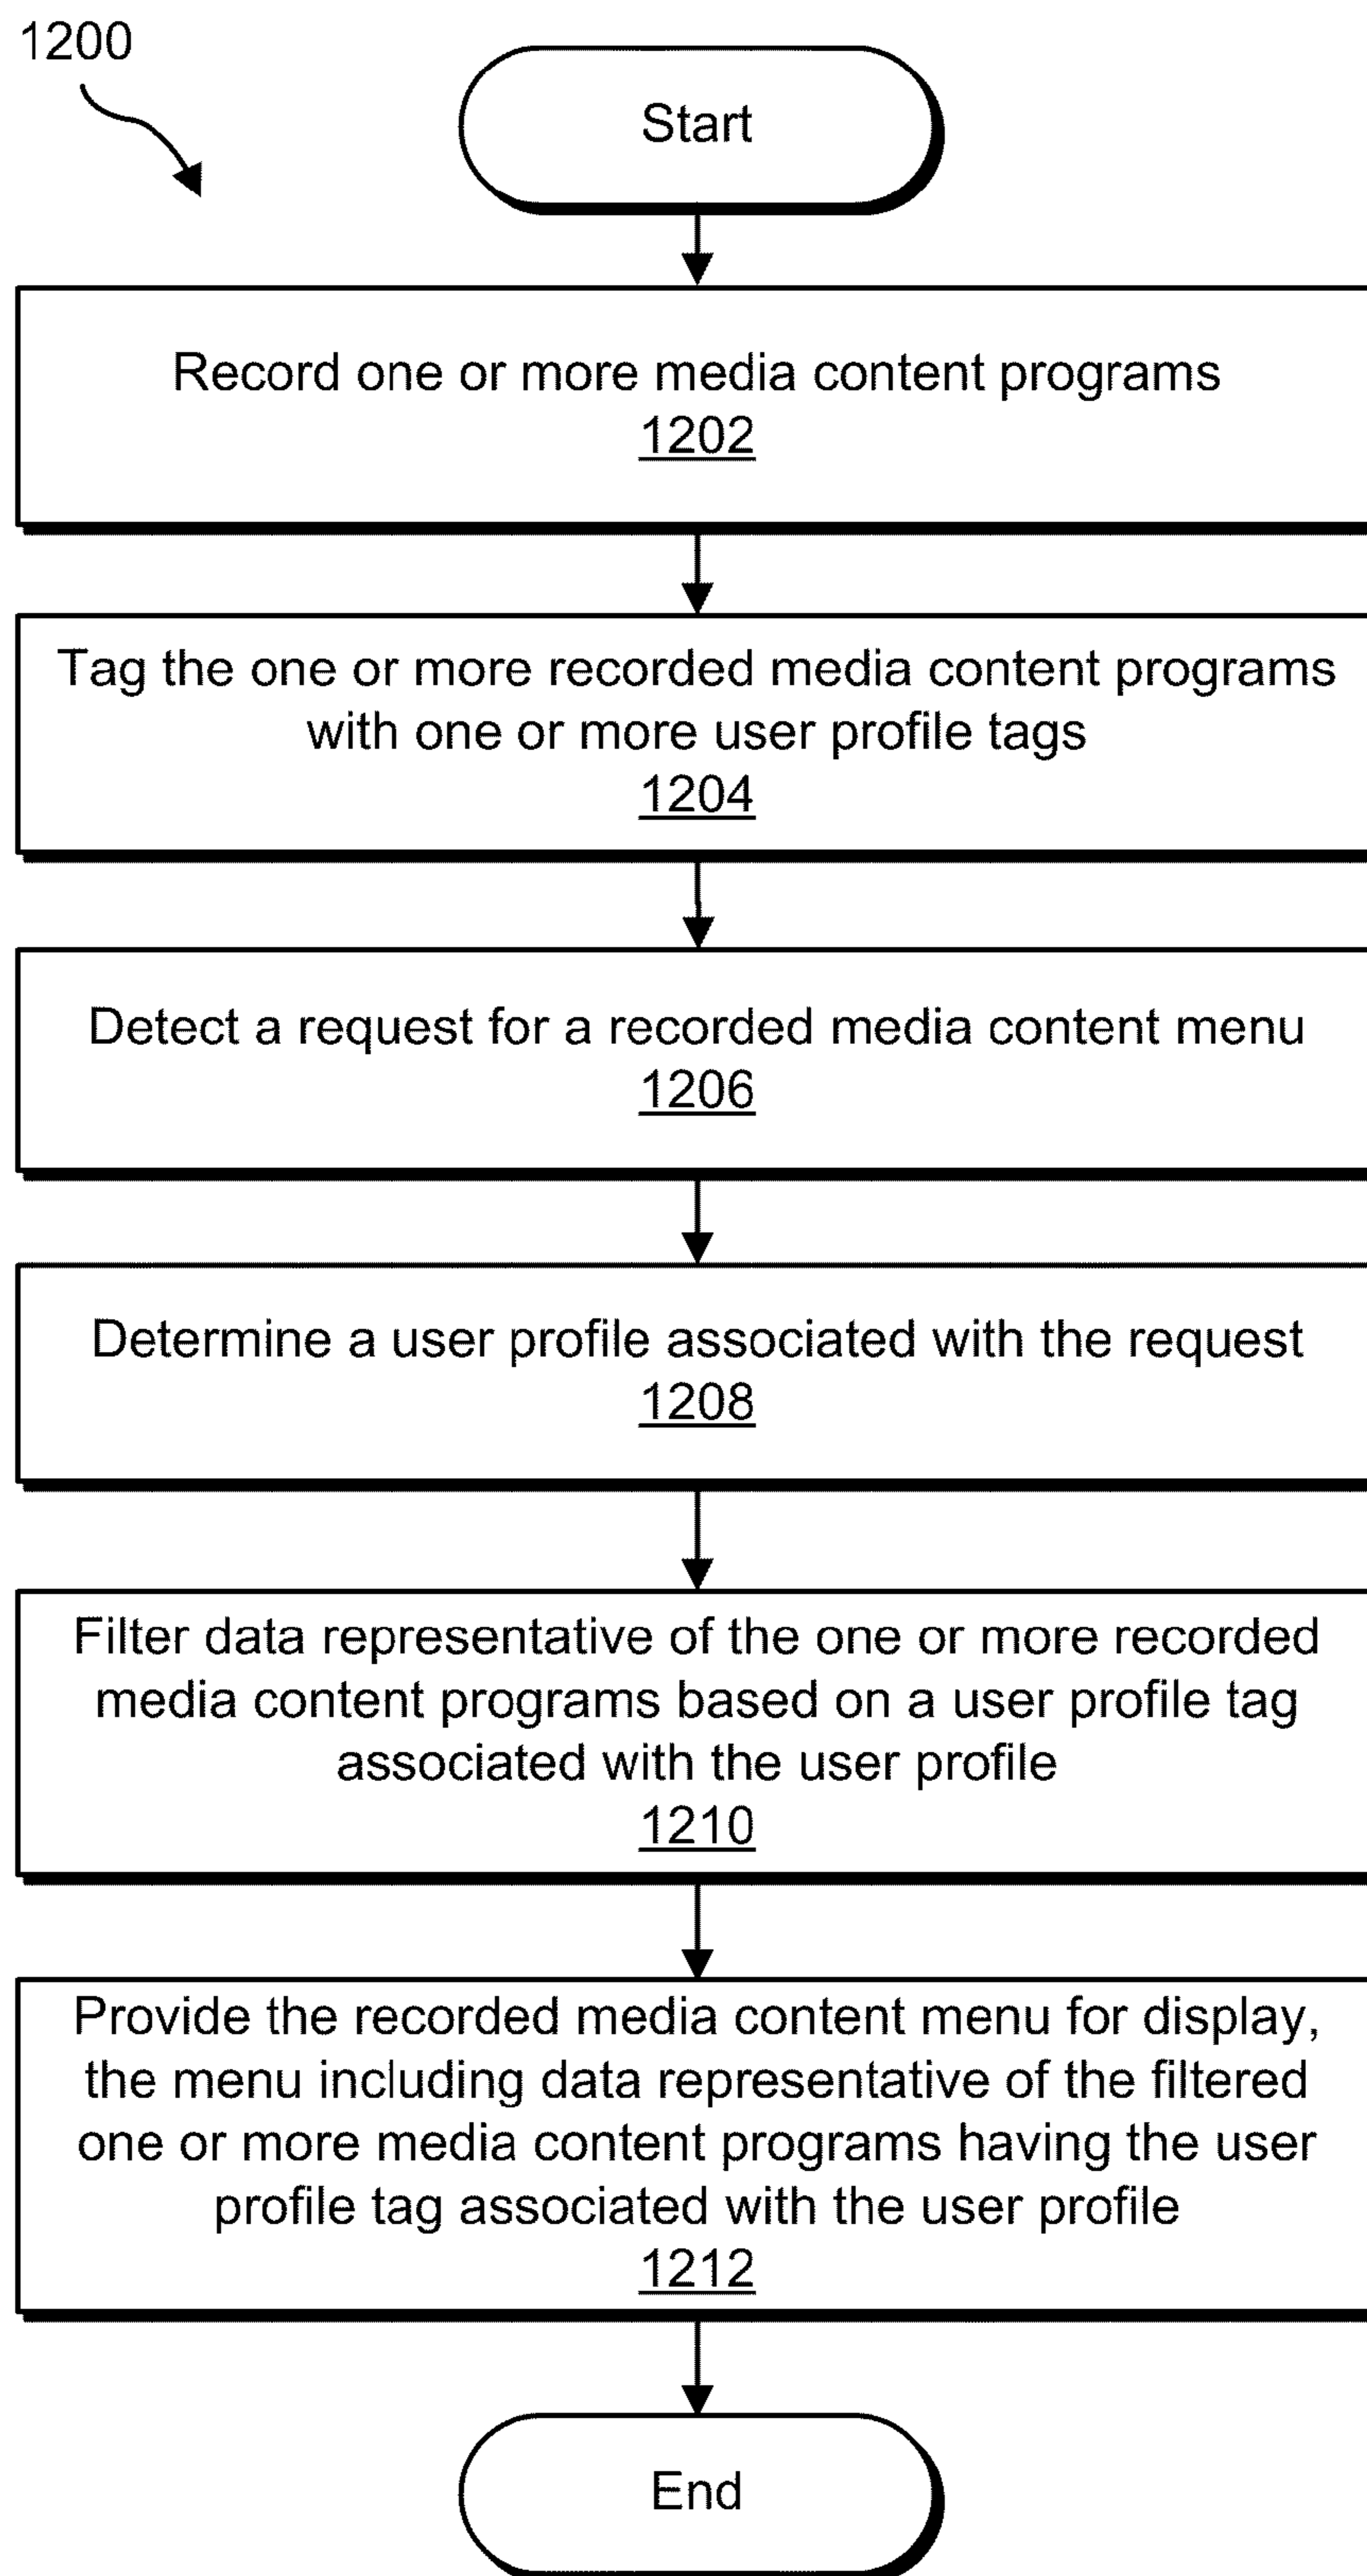 1200
Start
Record one or more media content programs
1202
Tag the one or more recorded media content programs
with one or more user profile tags
1204
Detect a request for a recorded media content menu
1206
Determine a user profile associated with the request
1208
Filter data representative of the one or more recorded
media content programs based on a user profile tag
associated with the user profile
1210
Provide the recorded media content menu for display,
the menu including data representative of the filtered
one or more media content programs having the user
profile tag associated with the user profile
1212
End